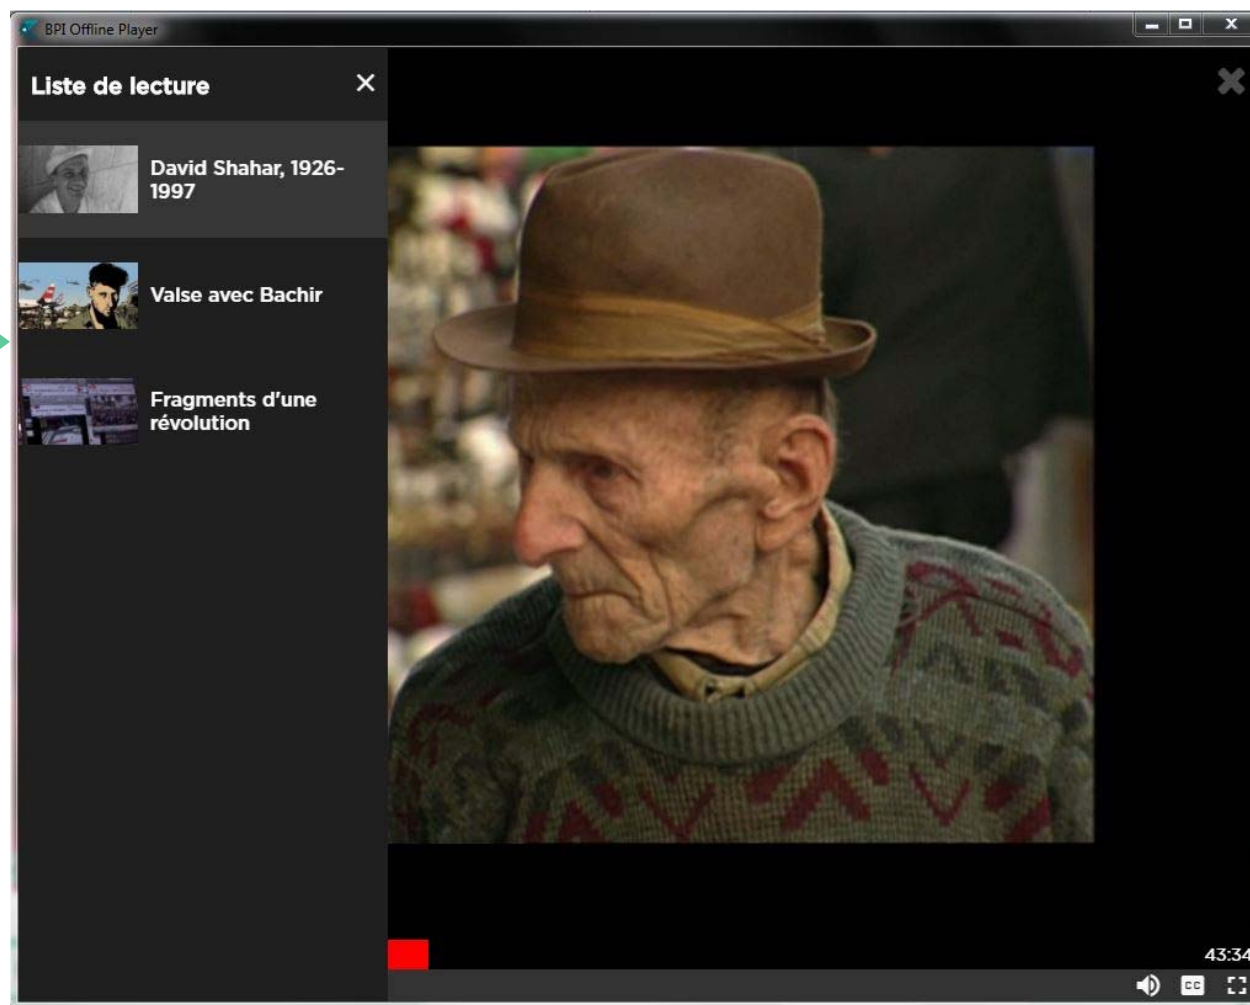 BPI Offline Player
Liste de lecture
David Shahar, 1926-
1997
Valse avec Bachir
Fragments d'une
révolution
43:34
CC